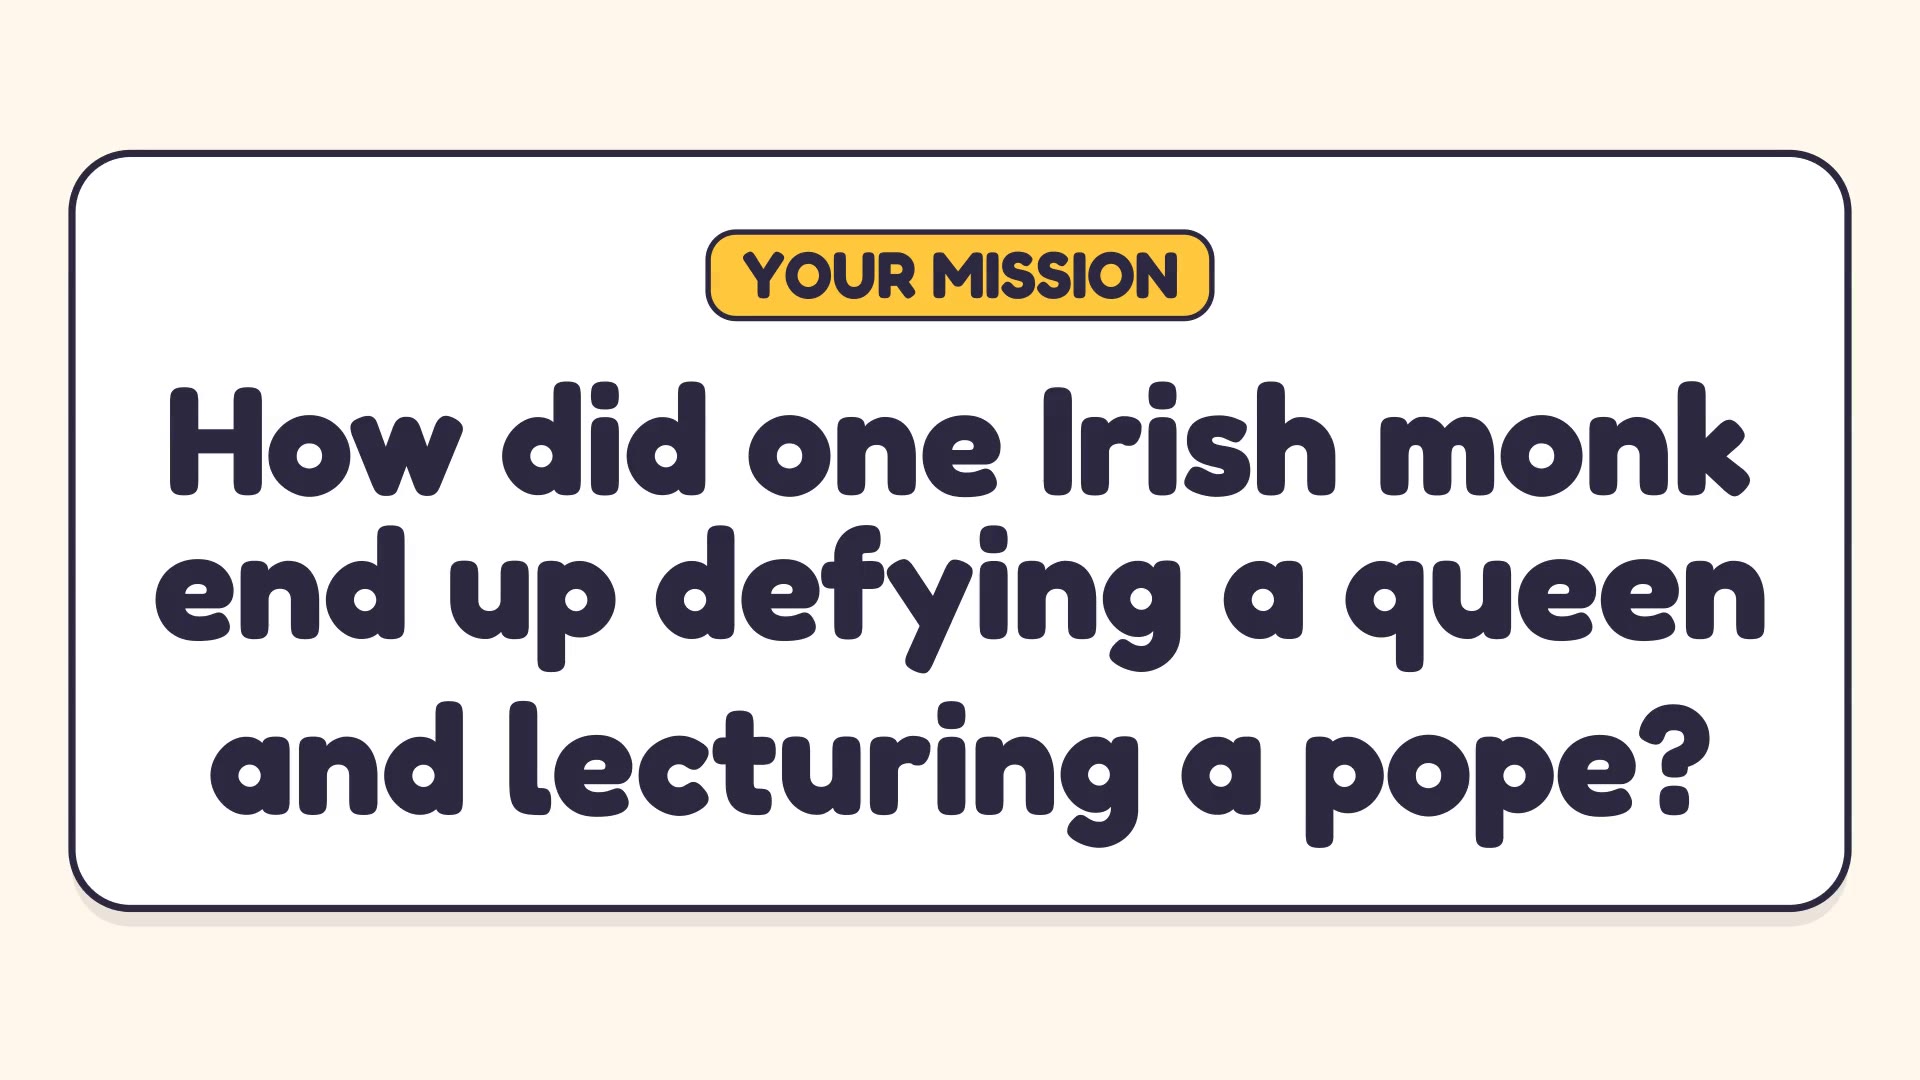 YOUR MISSION
How did one Irish monk
end up defying a queen
and lecturing a pope?